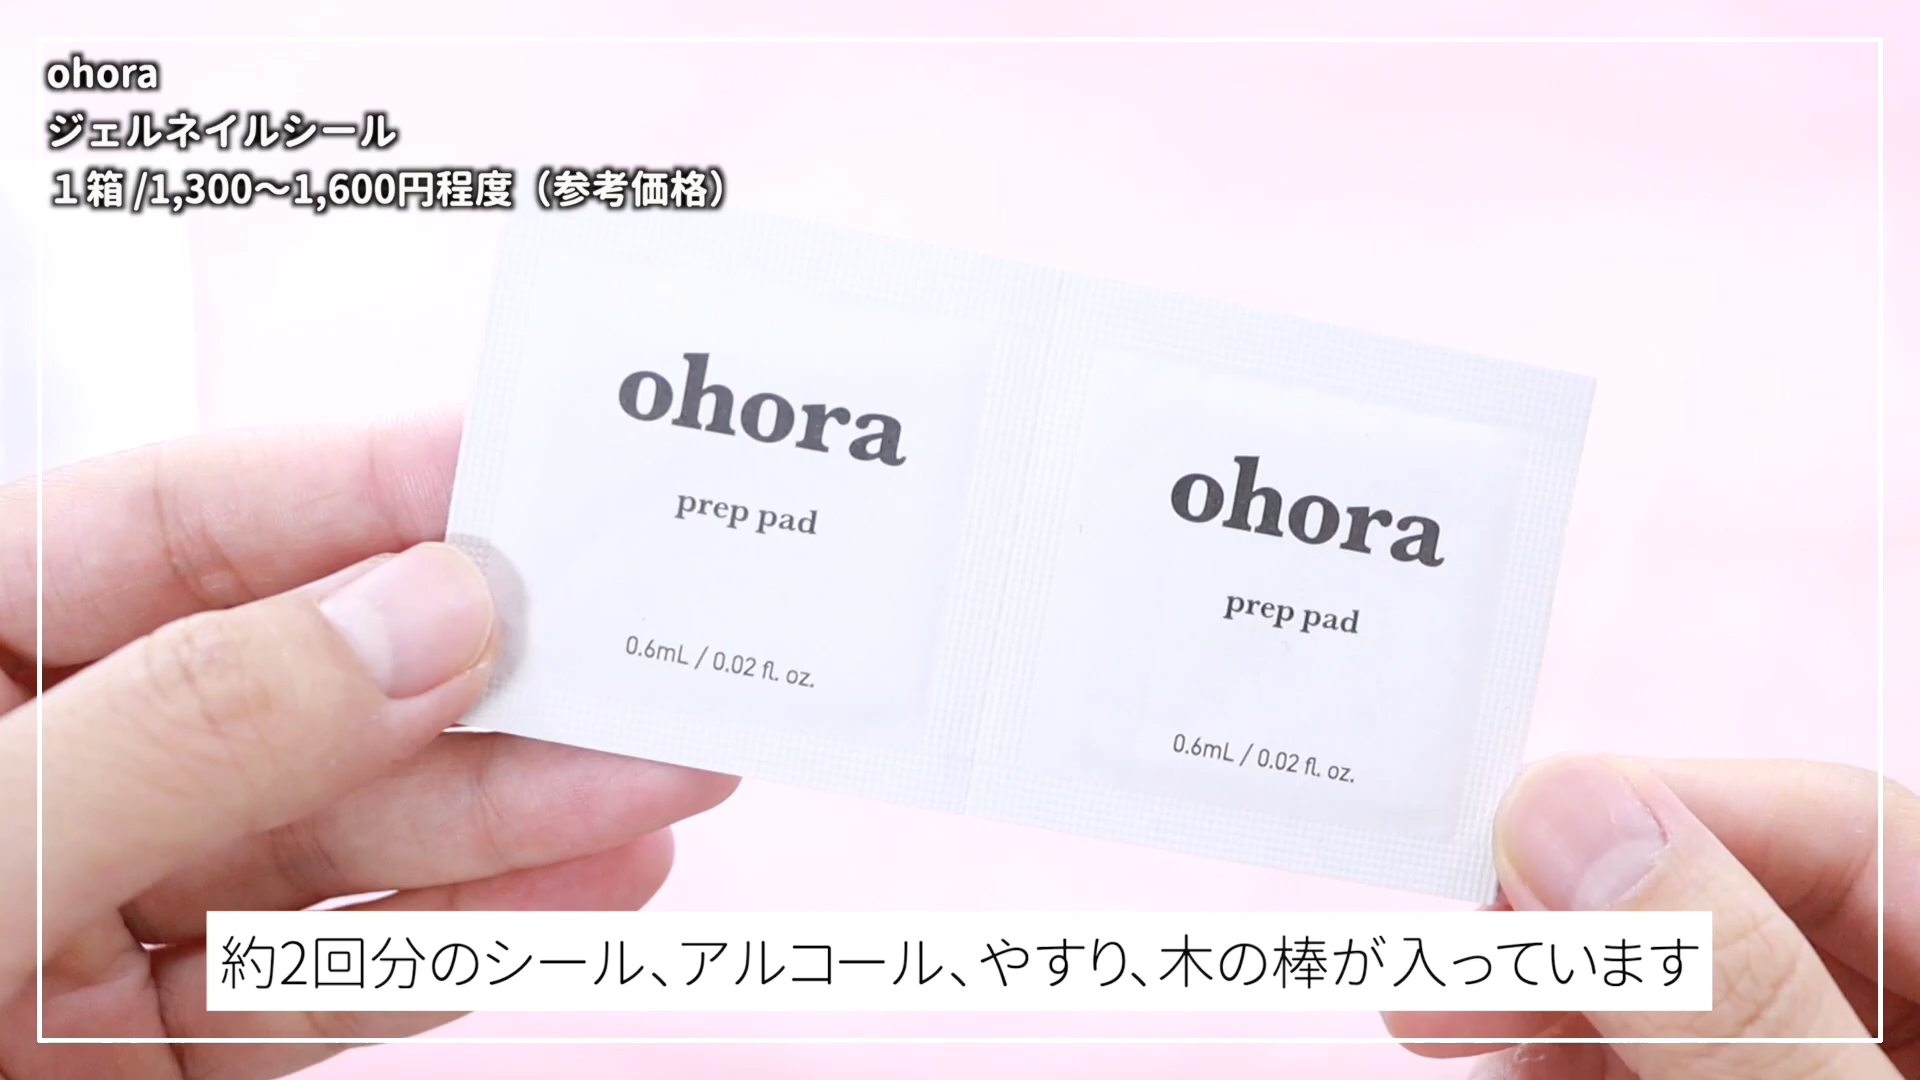 ohora
ジェルネイルシール
１箱 /1,300〜1,600円程度（参考価格）
ohora
prep pad
0.6mL / 0.02 fl. oz.
ohora
prep pad
0.6mL / 0.02 fl. oz.
約2回分のシール、アルコール、やすり、木の棒が入っています